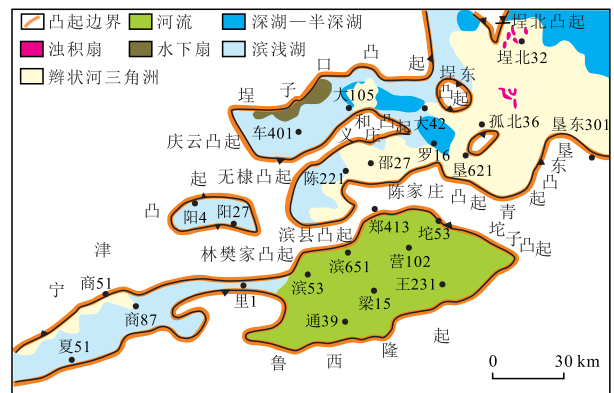 凸起边界 河流 深湖—半深湖
浊积扇 水下扇 滨浅湖
辫状河三角洲
埕北凸起
埕北32
埕子口凸起
埕东凸起
大105
义和庄凸起
大42
孤北36
垦东301
车401
庆云凸起
罗16
垦621
垦东凸起
邵27
无棣凸起
陈221
陈家庄凸起
青坨子凸起
阳4
阳27
滨县凸起
郑413
坨53
林樊家凸起
营102
滨651
滨53
王231
梁15
通39
宁津凸起
商51
商87
里1
夏51
鲁西隆起
0 30 km